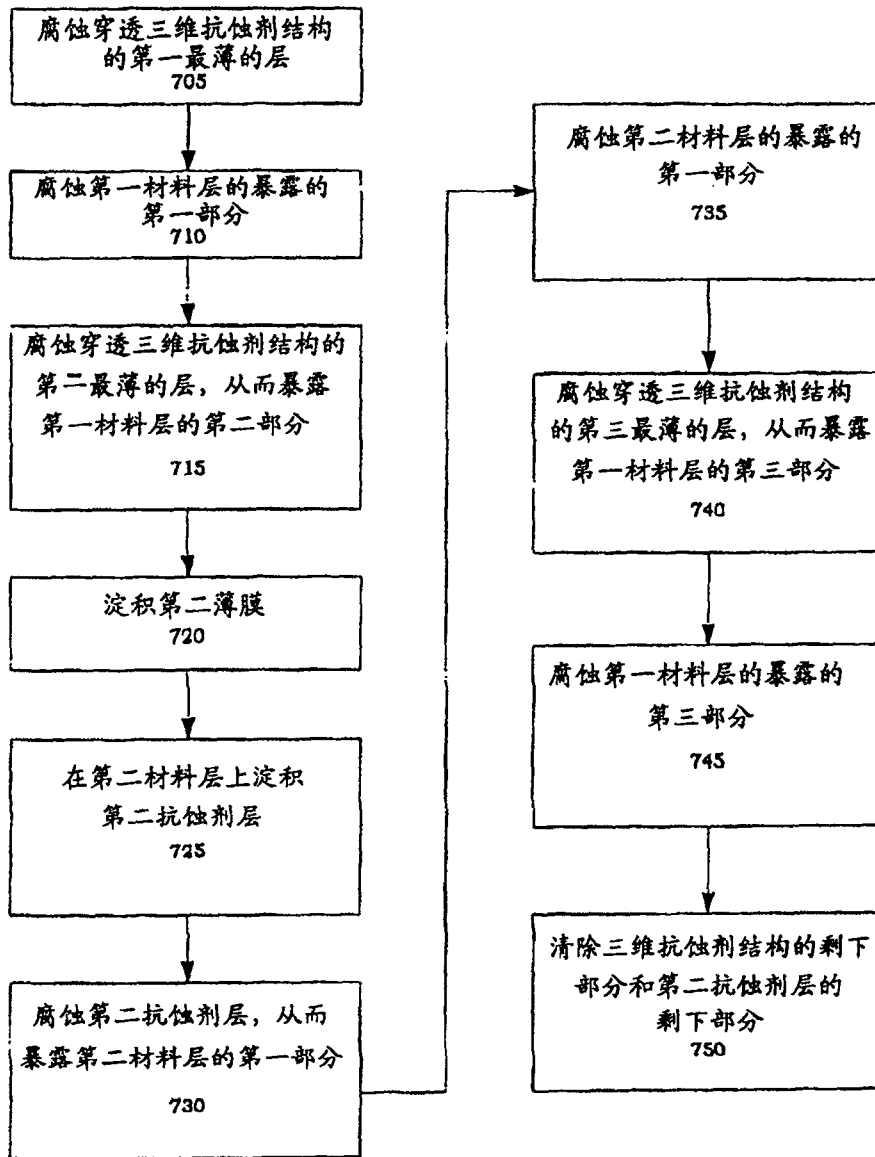 腐蚀穿透三维抗蚀剂结构
的第一最薄的层
705
腐蚀第一材料层的暴露的
第一部分
710
腐蚀穿透三维抗蚀剂结构的
第二最薄的层，从而暴露
第一材料层的第二部分
715
淀积第二薄膜
720
在第二材料层上淀积
第二抗蚀剂层
725
腐蚀第二抗蚀剂层，从而
暴露第二材料层的第一部分
730
腐蚀第二材料层的暴露的
第一部分
735
腐蚀穿透三维抗蚀剂结构
的第三最薄的层，从而暴露
第一材料层的第三部分
740
腐蚀第一材料层的暴露的
第三部分
745
清除三维抗蚀剂结构的剩下
部分和第二抗蚀剂层的
剩下部分
750